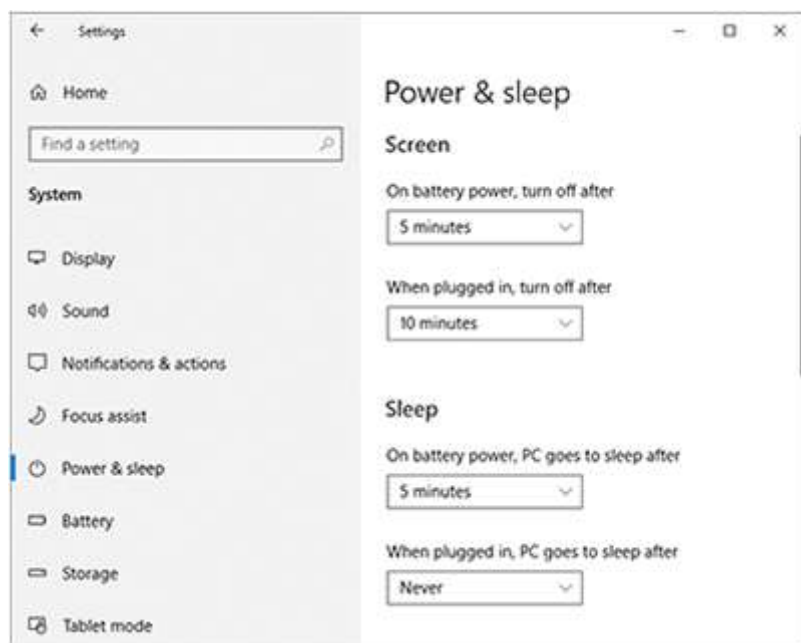 Settings
Home
Find a setting
System
Display
Sound
Notifications & actions
Focus assist
Power & sleep
Battery
Storage
Tablet mode
Power & sleep
Screen
On battery power, turn off after
5 minutes
When plugged in, turn off after
10 minutes
Sleep
On battery power, PC goes to sleep after
5 minutes
When plugged in, PC goes to sleep after
Never